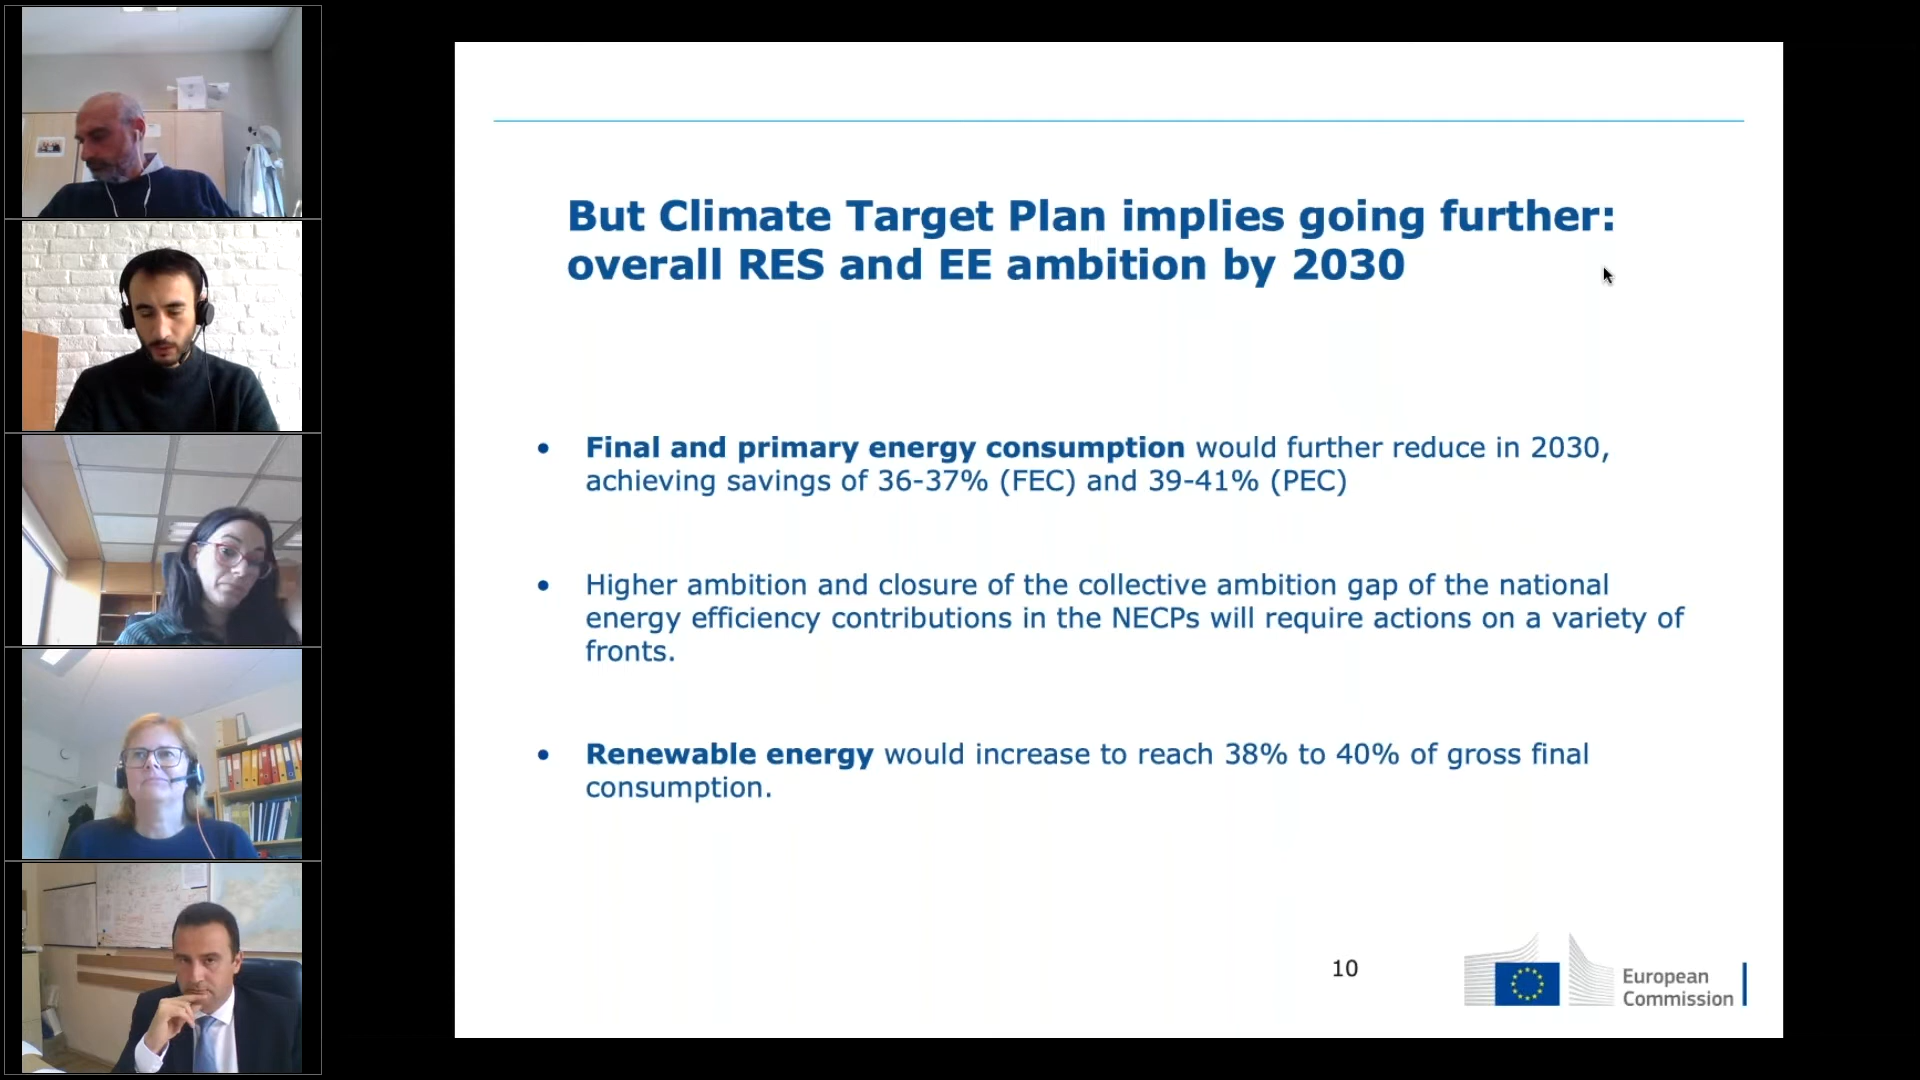 But Climate Target Plan implies going further:
overall RES and EE ambition by 2030
• Final and primary energy consumption would further reduce in 2030,
achieving savings of 36-37% (FEC) and 39-41% (PEC)
• Higher ambition and closure of the collective ambition gap of the national
energy efficiency contributions in the NECPs will require actions on a variety of
fronts.
• Renewable energy would increase to reach 38% to 40% of gross final
consumption.
10
European
Commission